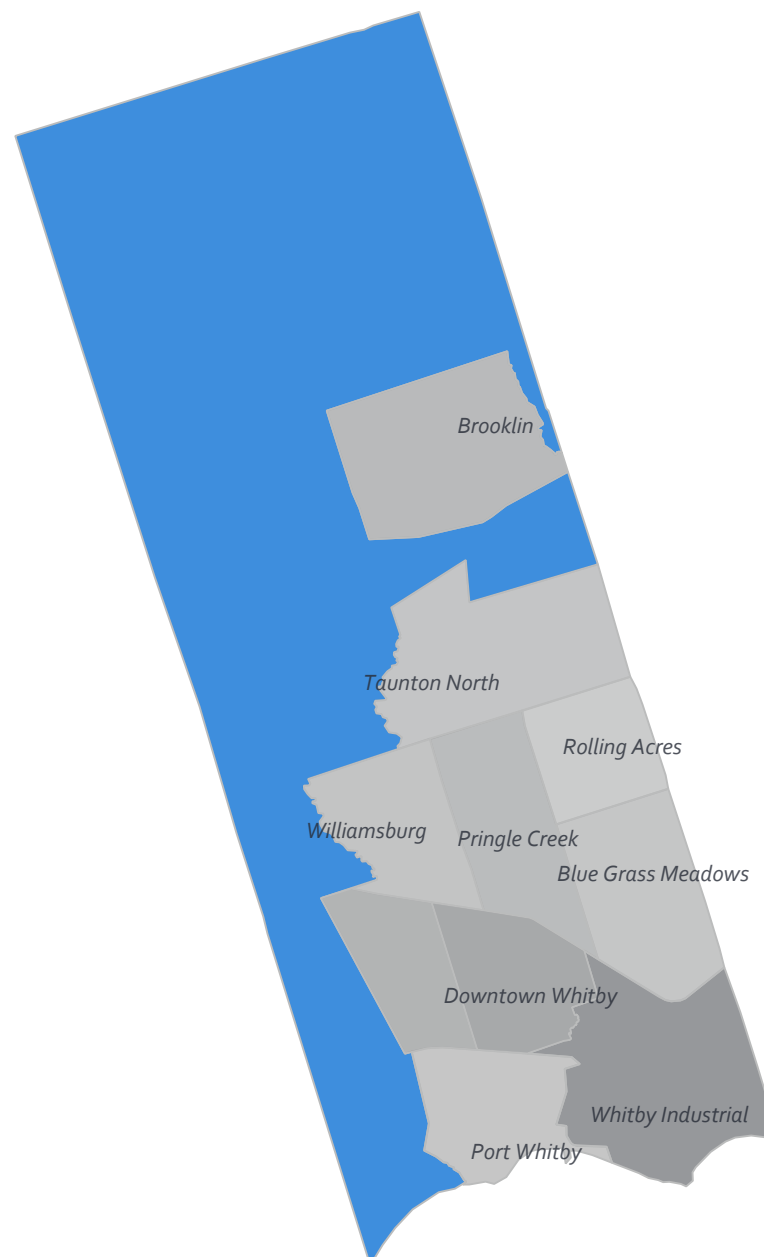 Brooklin
Taunton North
Rolling Acres
Williamsburg
Pringle Creek
Blue Grass Meadows
Downtown Whitby
Whitby Industrial
Port Whitby